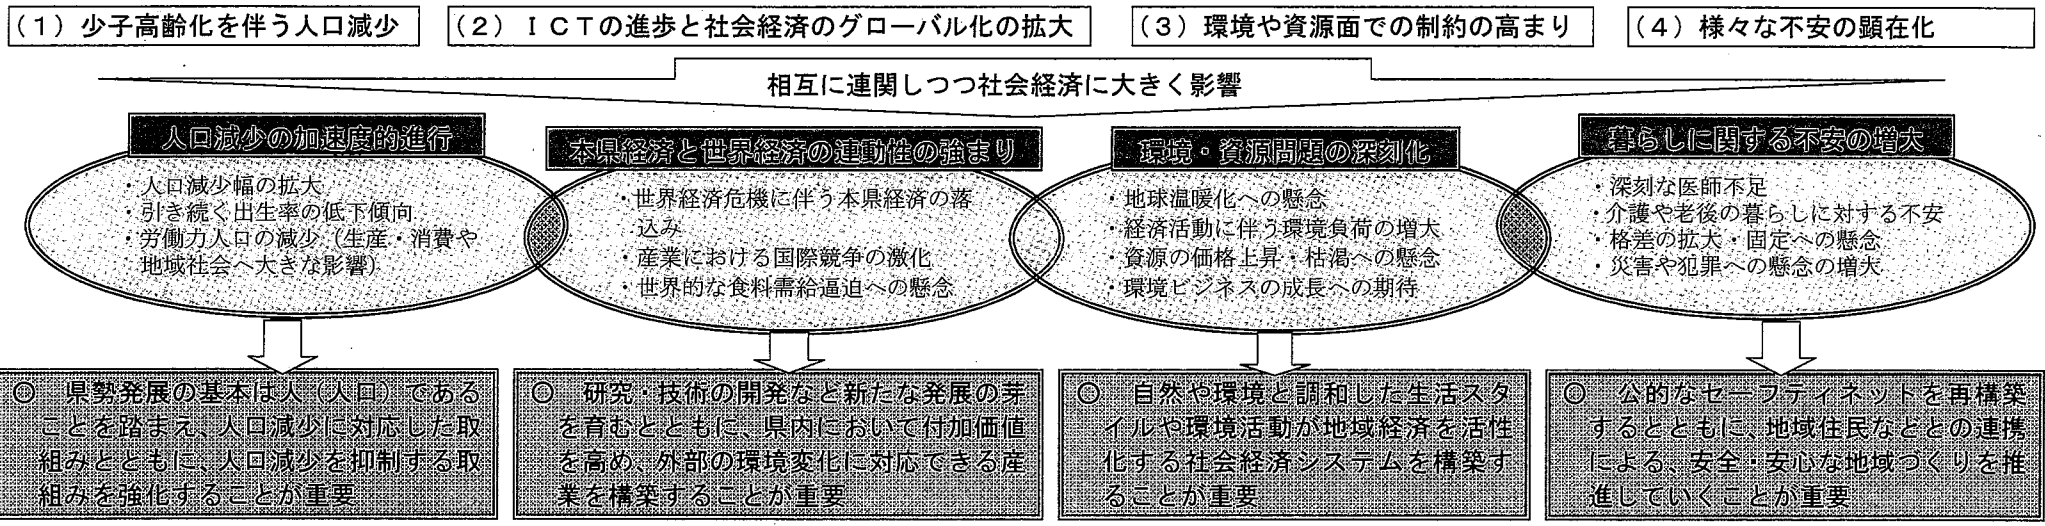 (１) 少子高齢化を伴う人口減少
(２) ＩＣＴの進歩と社会経済のグローバル化の拡大
(３) 環境や資源面での制約の高まり
(４) 様々な不安の顕在化
相互に連関しつつ社会経済に大きく影響
人口減少の加速度的進行
・人口減少幅の拡大
・引き続く出生率の低下傾向
・労働力人口の減少（生産・消費や
地域社会へ大きな影響）
本県経済と世界経済の連動性の強まり
・世界経済危機に伴う本県経済の落
込み
・産業における国際競争の激化
・世界的な食料需給逼迫への懸念
環境・資源問題の深刻化
・地球温暖化への懸念
・経済活動に伴う環境負荷の増大
・資源の価格上昇・枯渇への懸念
・環境ビジネスの成長への期待
暮らしに関する不安の増大
・深刻な医師不足
・介護や老後の暮らしに対する不安
・格差の拡大・固定への懸念
・災害や犯罪への懸念の増大
〇 県勢発展の基本は人（人口）である
ことを踏まえ、人口減少に対応した取
組みとともに、人口減少を抑制する取
組みを強化することが重要
〇 研究・技術の開発など新たな発展の芽
を育むとともに、県内において付加価値
を高め、外部の環境変化に対応できる産
業を構築することが重要
〇 自然や環境と調和した生活スタ
イルや環境活動が地域経済を活性
化する社会経済システムを構築す
ることが重要
〇 公的なセーフティネットを再構築
するとともに、地域住民などとの連携
による、安全・安心な地域づくりを推
進していくことが重要